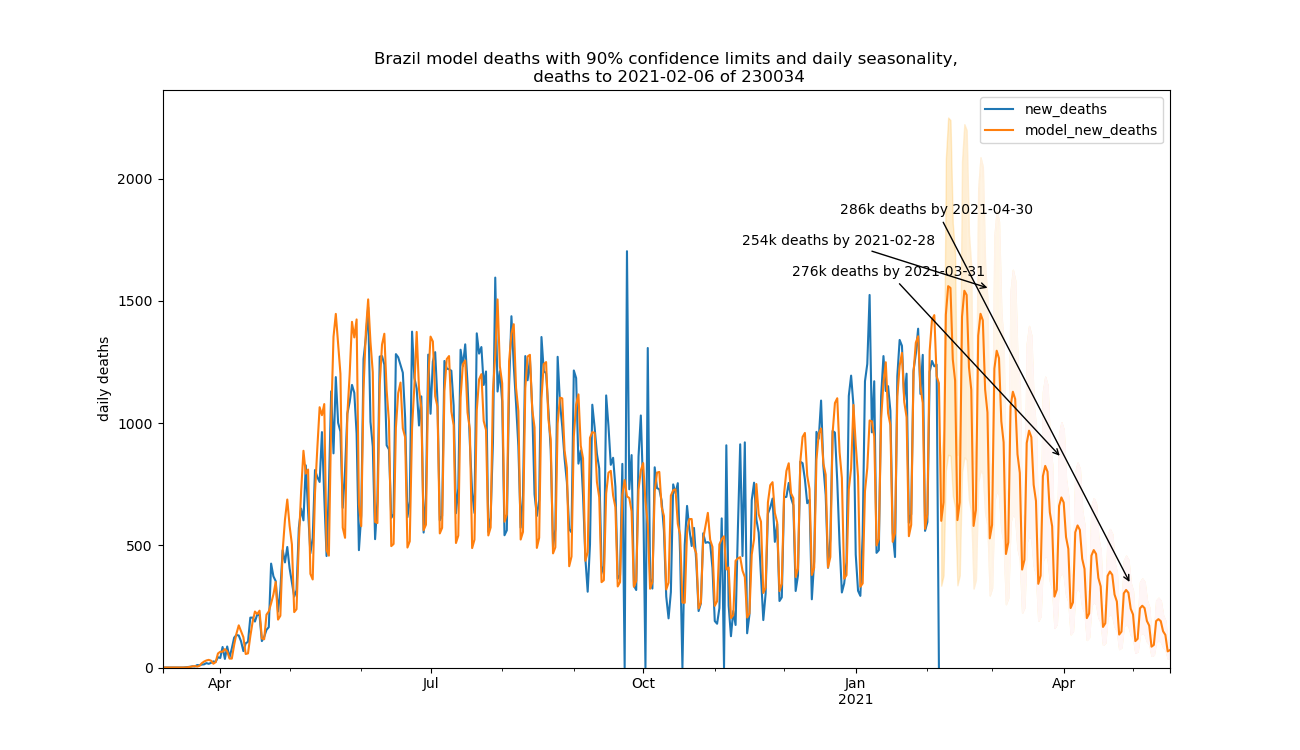 Brazil model deaths with 90% confidence limits and daily seasonality,
deaths to 2021-02-06 of 230034
new_deaths
model_new_deaths
2000
286k deaths by 2021-04-30
254k deaths by 2021-02-28
276k deaths by 2021-03-31
1500
daily deaths
1000
500
0
Apr
Jul
Oct
Jan
2021
Apr